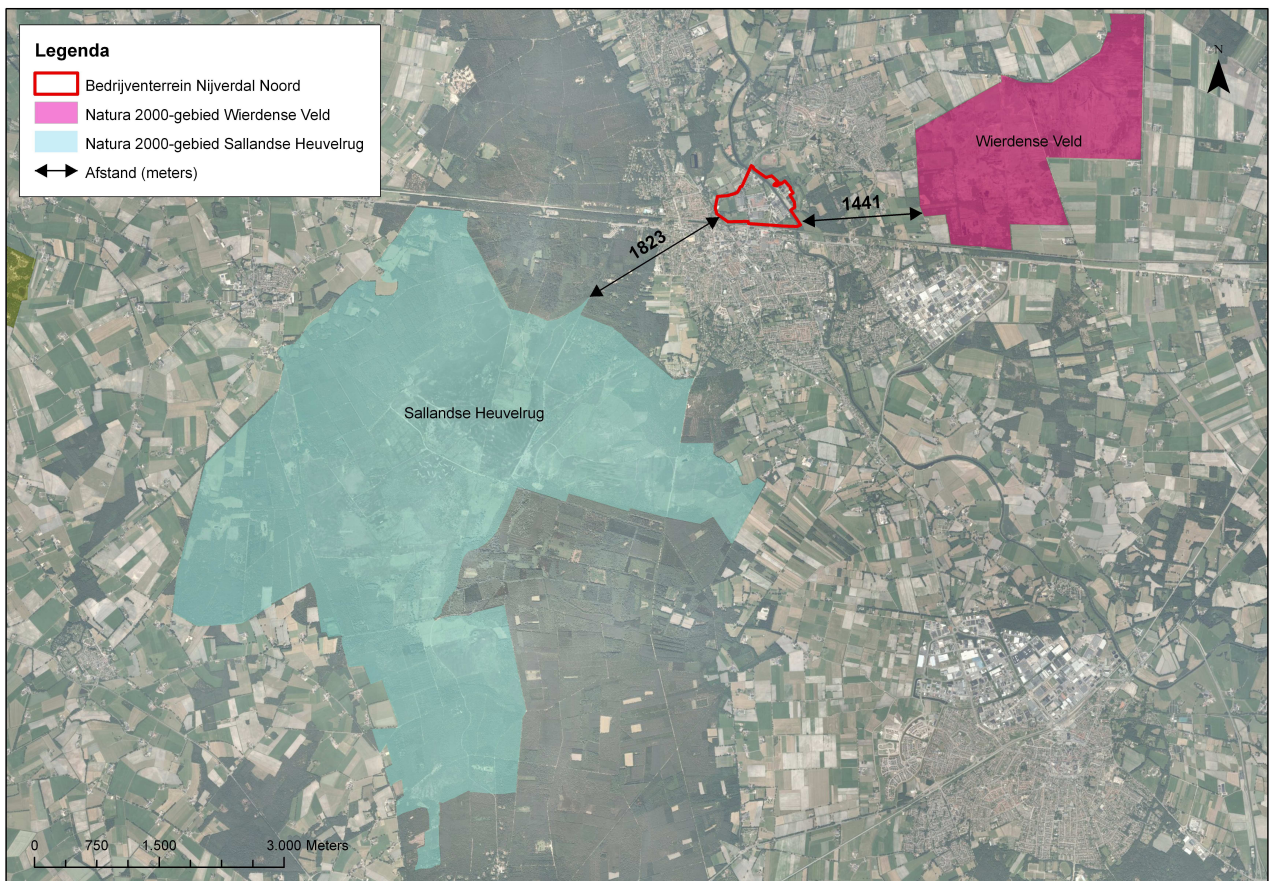 Legenda
Bedrijventerrein Nijverdal Noord
Natura 2000-gebied Wierdense Veld
Natura 2000-gebied Sallandse Heuvelrug
Afstand (meters)
N
Wierdense Veld
1441
1823
Sallandse Heuvelrug
0 750 1.500 3.000 Meters